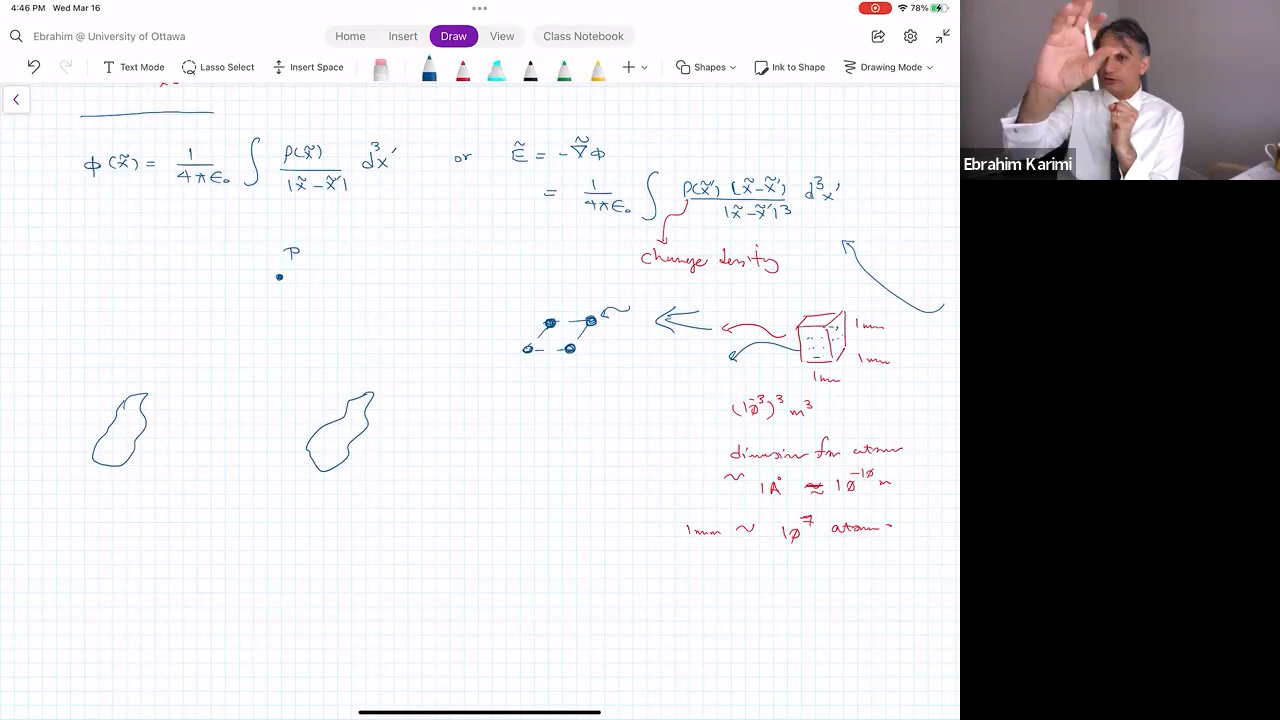 4:46 PM Wed Mar 16
78%
Ebrahim @ University of Ottawa
Home Insert Draw View Class Notebook
Text Mode Lasso Select Insert Space Shapes Ink to Shape Drawing Mode
Φ(x̃) = 1/4πε₀ ∫ ρ(x̃)/|x̃-x̃'| d³x' or Ẽ = -∇̃Φ
= 1/4πε₀ ∫ ρ(x̃') (x̃-x̃')/|x̃-x̃'|³ d³x'
P
change density
1mm
1mm
1mm
(10⁻³)³ m³
dimension for atoms
~ 1Å ≈ 10⁻¹⁰ m
1mm ~ 10⁷ atoms
Ebrahim Karimi